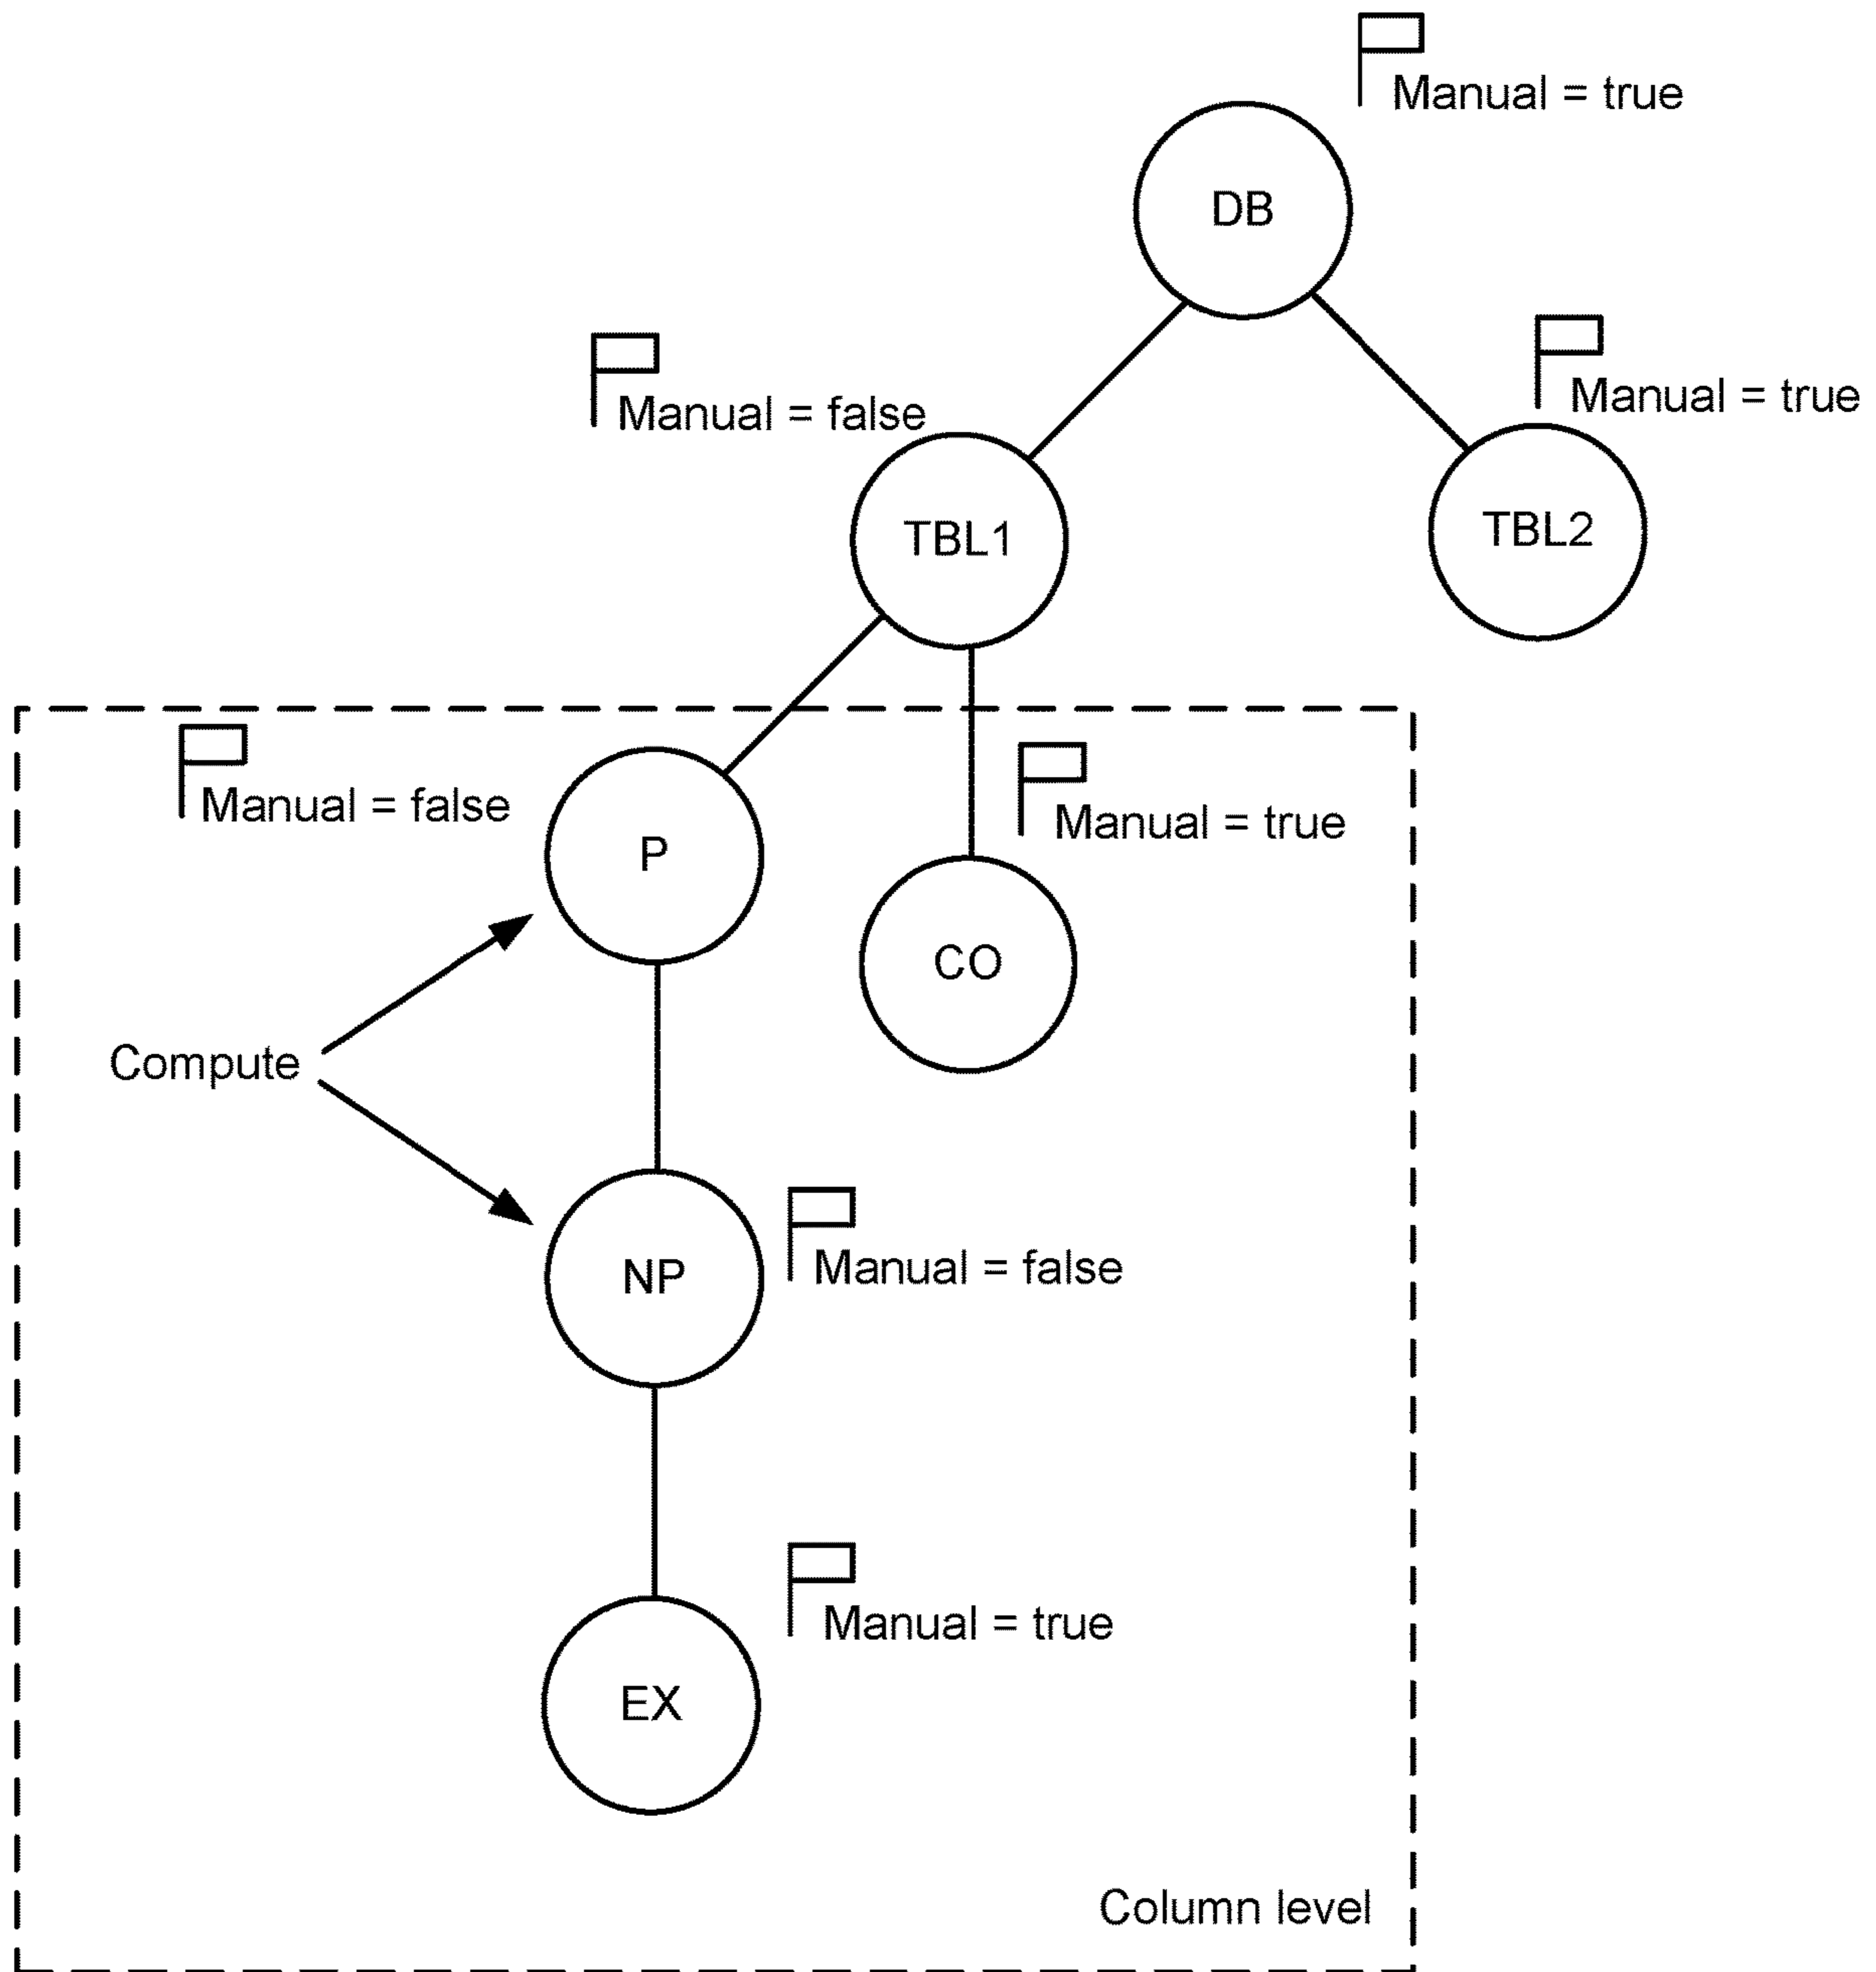 Manual = true
DB
Manual = false
Manual = true
TBL1
TBL2
Manual = false
Manual = true
P
CO
Compute
NP
Manual = false
Manual = true
EX
Column level